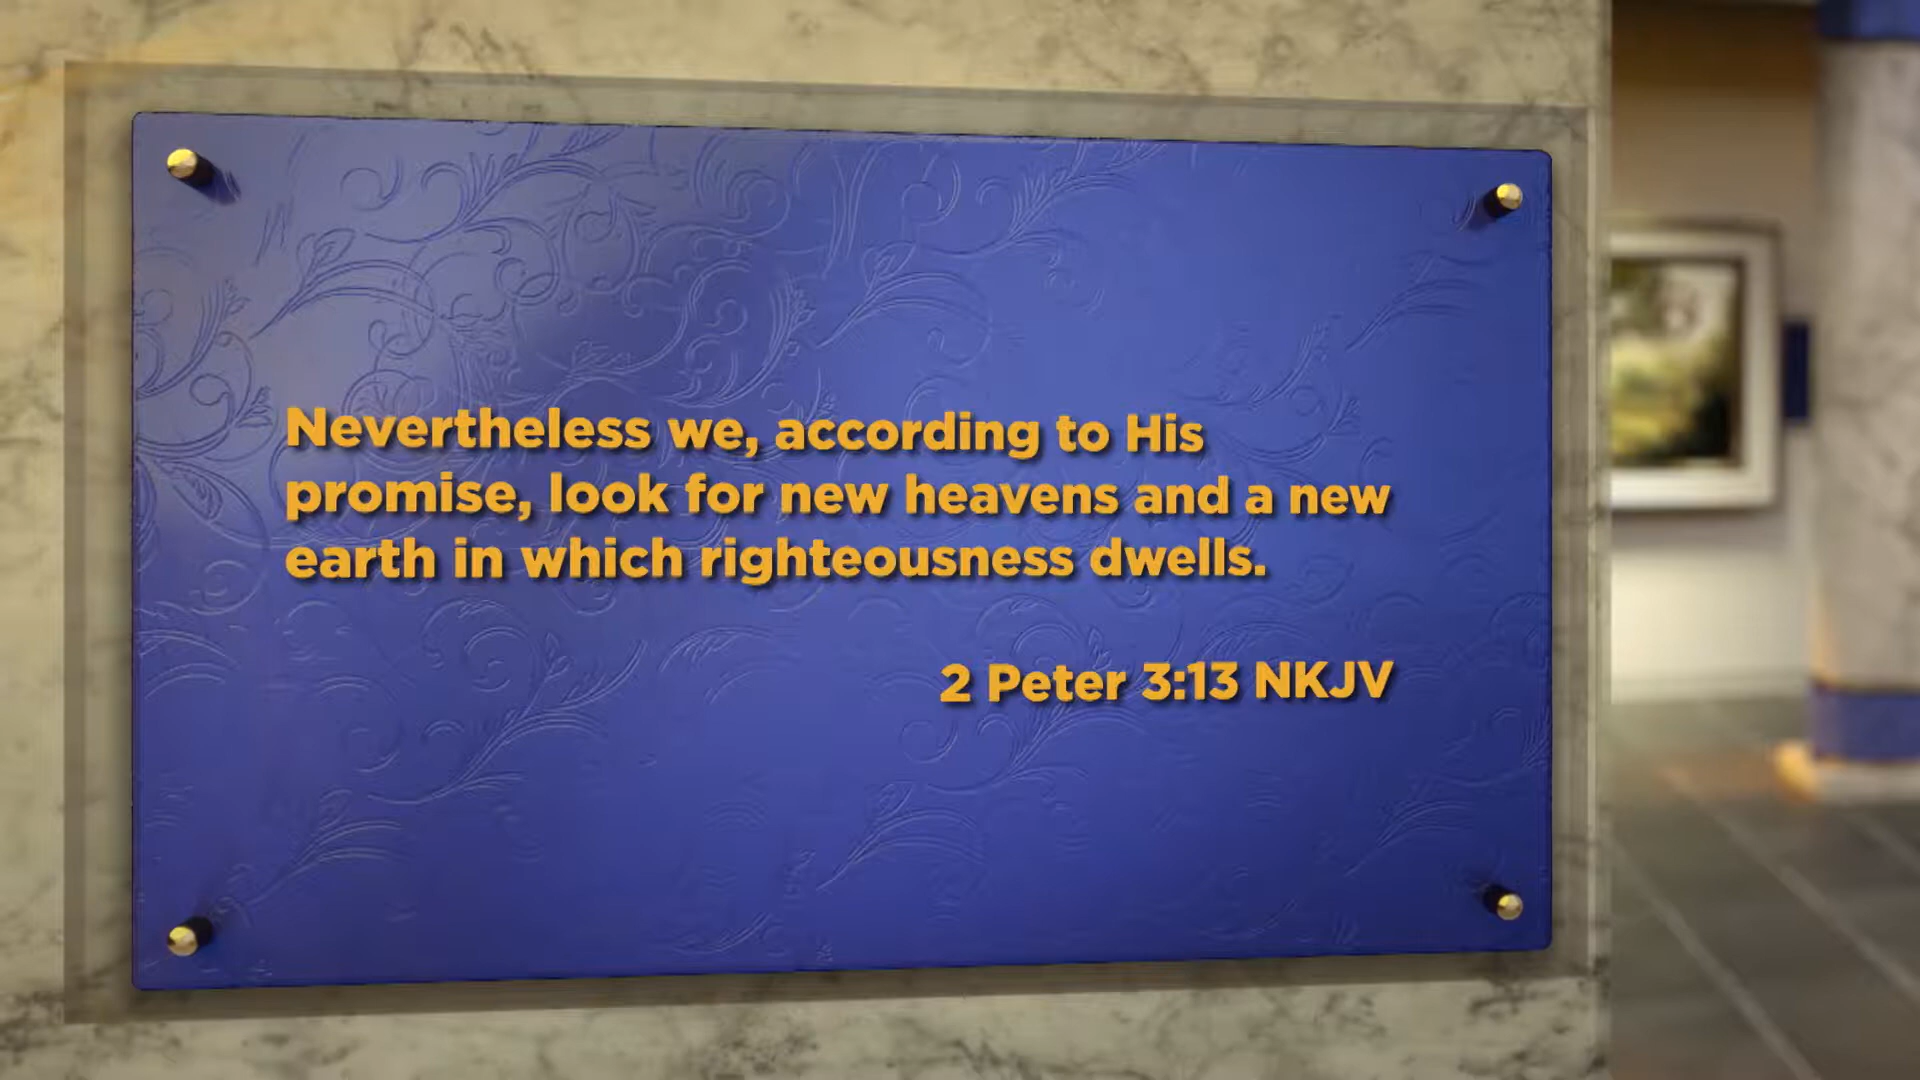 Nevertheless we, according to His
promise, look for new heavens and a new
earth in which righteousness dwells.
2 Peter 3:13 NKJV